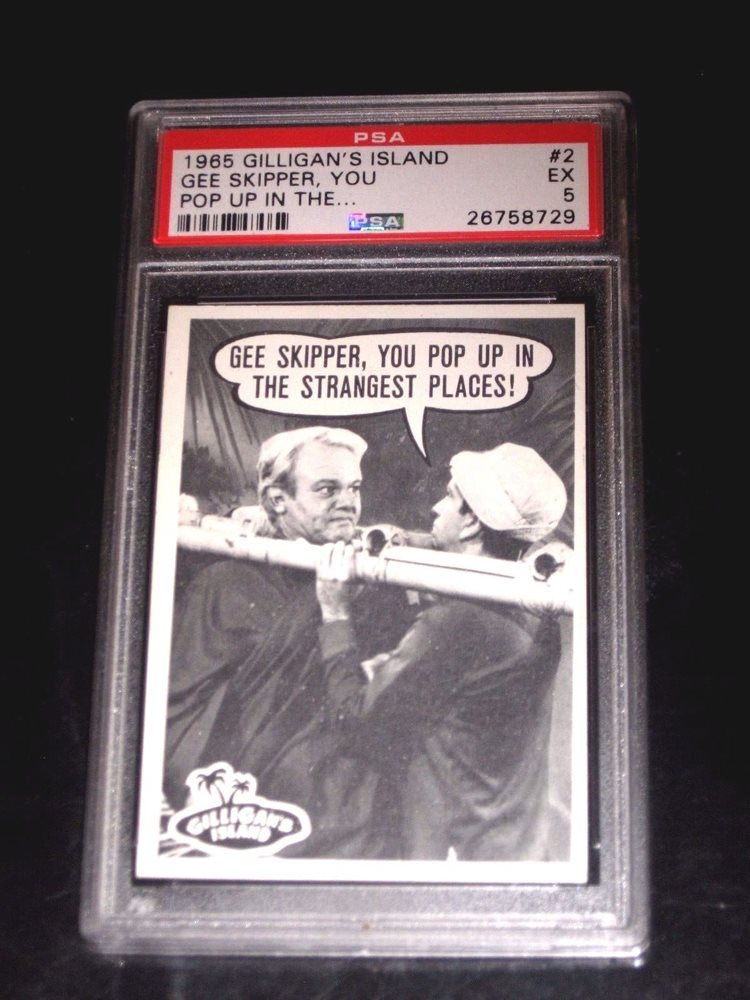 PSA
1965 GILLIGAN'S ISLAND #2
GEE SKIPPER, YOU EX
POP UP IN THE... 5
PSA 26758729
GEE SKIPPER, YOU POP UP IN
THE STRANGEST PLACES!
GILLIGAN'S
ISLAND